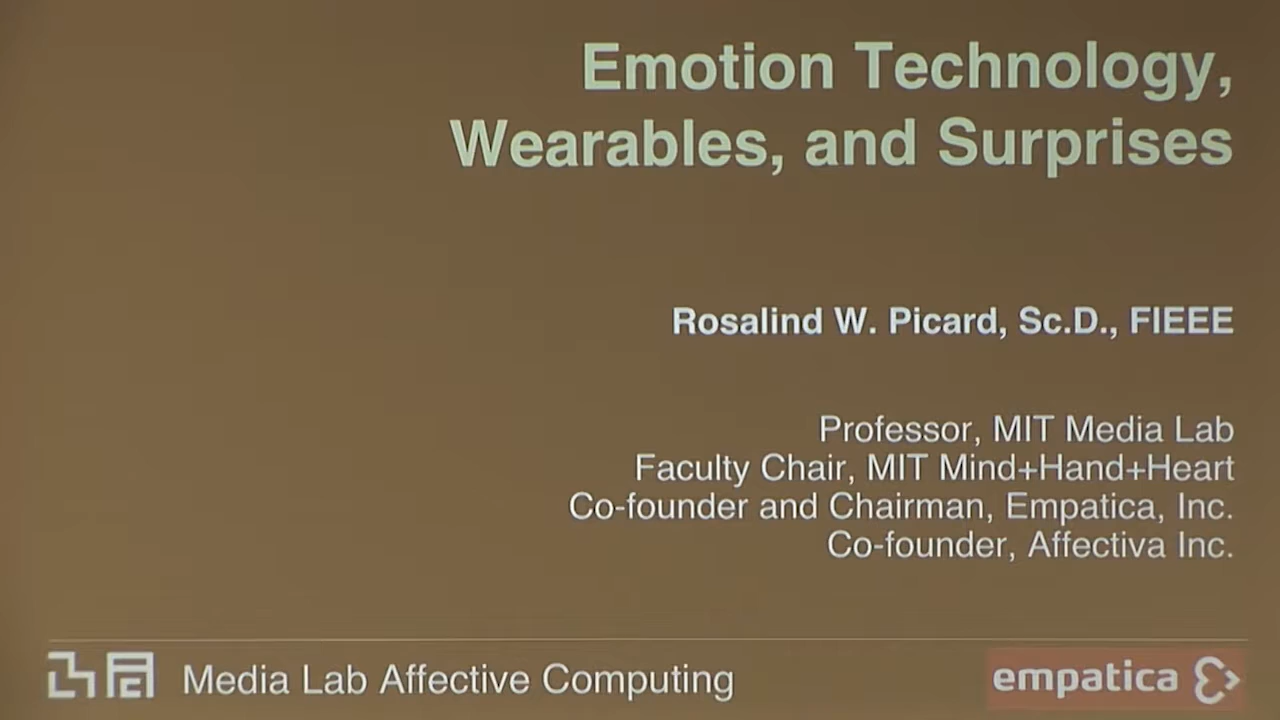 Emotion Technology,
Wearables, and Surprises
Rosalind W. Picard, Sc.D., FIEEE
Professor, MIT Media Lab
Faculty Chair, MIT Mind+Hand+Heart
Co-founder and Chairman, Empatica, Inc.
Co-founder, Affectiva Inc.
Media Lab Affective Computing
empatica